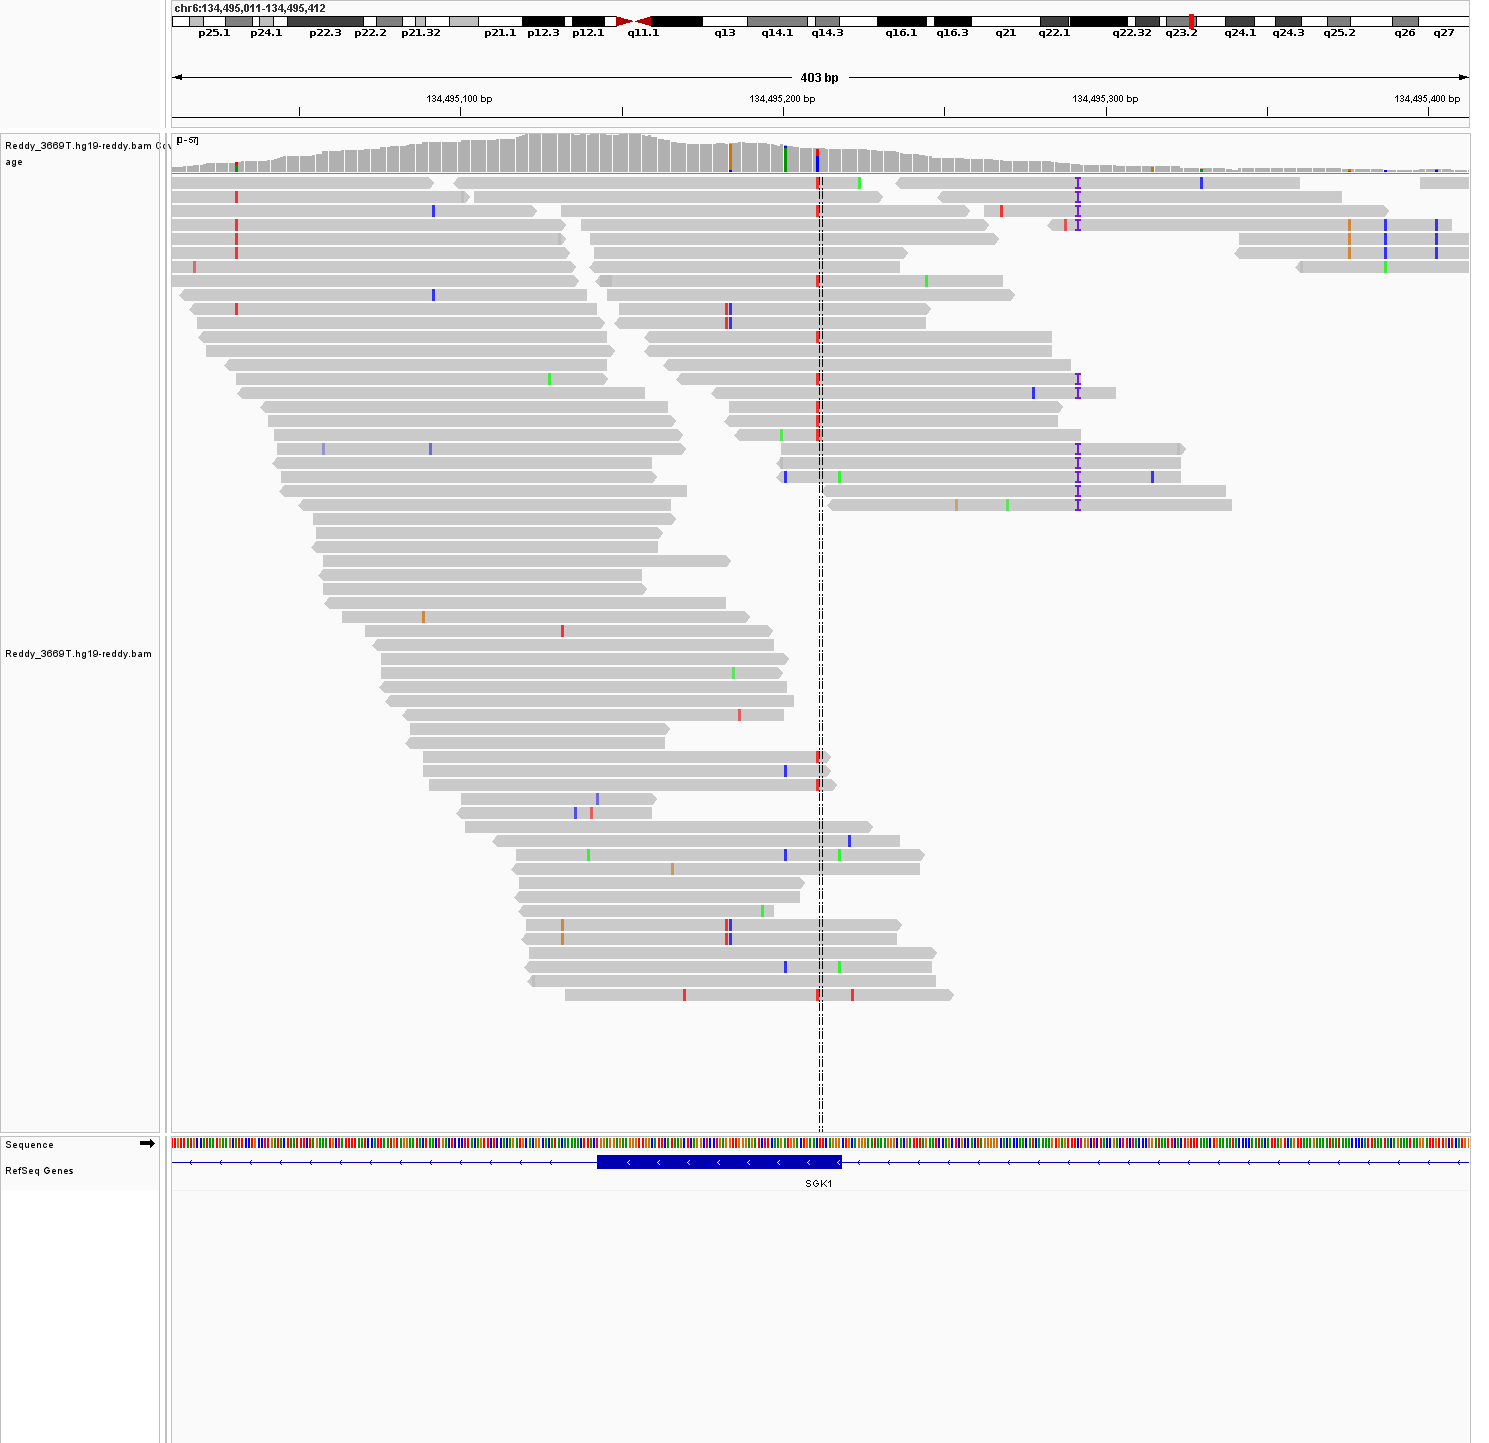 chr6:134,495,011-134,495,412
p25.1 p24.1 p22.3 p22.2 p21.32 p21.1 p12.3 p12.1 q11.1 q13 q14.1 q14.3 q16.1 q16.3 q21 q22.1 q22.32 q23.2 q24.1 q24.3 q25.2 q26 q27
403 bp
134,495,100 bp 134,495,200 bp 134,495,300 bp 134,495,400 bp
Reddy_3669T.hg19-reddy.bam Cov
age
[0 - 57]
Reddy_3669T.hg19-reddy.bam
Sequence
RefSeq Genes
SGK1